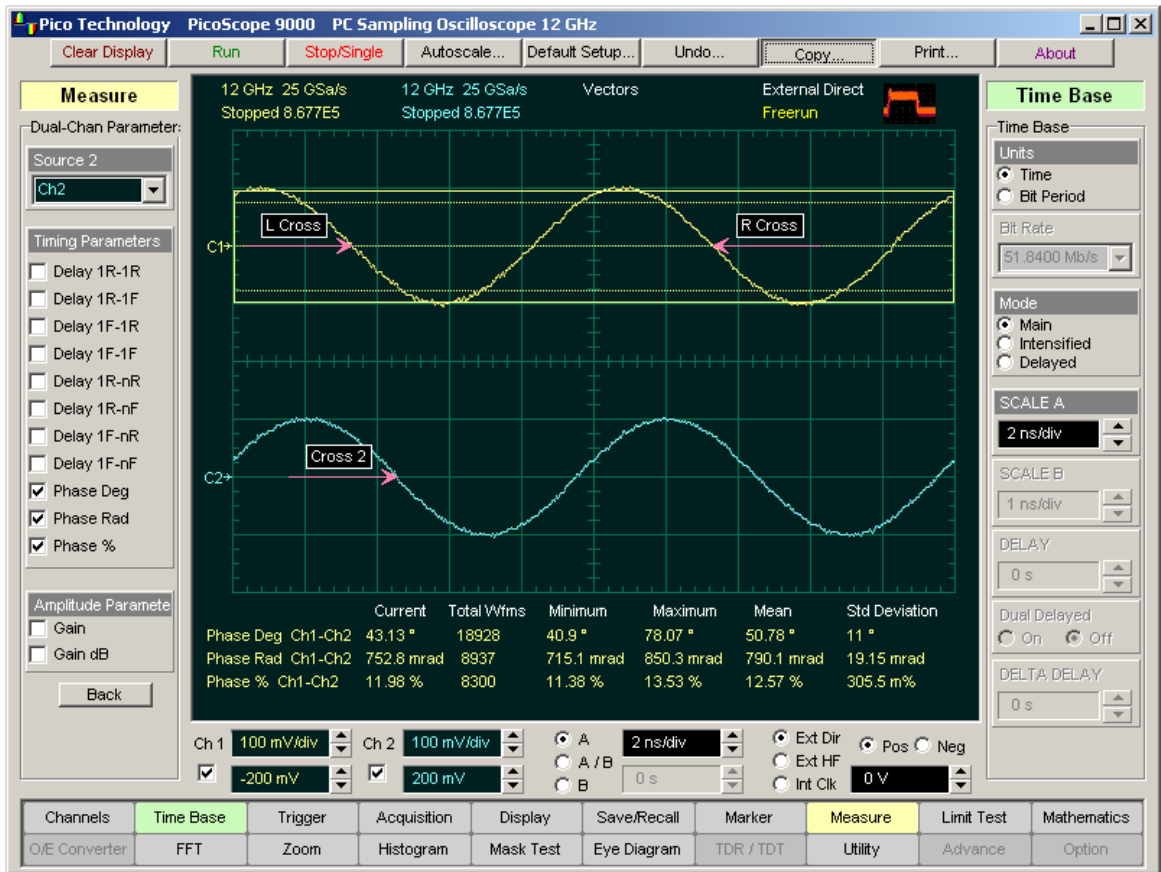 Pico Technology PicoScope 9000 PC Sampling Oscilloscope 12 GHz
Clear Display Run Stop/Single Autoscale... Default Setup... Undo... Copy... Print... About
Measure
Dual-Chan Parameter:
Source 2
Ch2
Timing Parameters
Delay 1R-1R
Delay 1R-1F
Delay 1F-1R
Delay 1F-1F
Delay 1R-nR
Delay 1R-nF
Delay 1F-nR
Delay 1F-nF
Phase Deg
Phase Rad
Phase %
Amplitude Paramete
Gain
Gain dB
Back
12 GHz 25 GSa/s 12 GHz 25 GSa/s Vectors External Direct
Stopped 8.677E5 Stopped 8.677E5 Freerun
L Cross R Cross
C1
Cross 2
C2
Current Total Wfms Minimum Maximum Mean Std Deviation
Phase Deg Ch1-Ch2 43.13 ° 18928 40.9 ° 78.07 ° 50.78 ° 11 °
Phase Rad Ch1-Ch2 752.8 mrad 8937 715.1 mrad 850.3 mrad 790.1 mrad 19.15 mrad
Phase % Ch1-Ch2 11.98 % 8300 11.38 % 13.53 % 12.57 % 305.5 m%
Time Base
Time Base
Units
Time
Bit Period
Bit Rate
51.8400 Mb/s
Mode
Main
Intensified
Delayed
SCALE A
2 ns/div
SCALE B
1 ns/div
DELAY
0 s
Dual Delayed
On Off
DELTA DELAY
0 s
Ch 1 100 mV/div Ch 2 100 mV/div A 2 ns/div Ext Dir Pos Neg
A / B Ext HF
-200 mV 200 mV B 0 s Int Clk 0 V
Channels Time Base Trigger Acquisition Display Save/Recall Marker Measure Limit Test Mathematics
O/E Converter FFT Zoom Histogram Mask Test Eye Diagram TDR / TDT Utility Advance Option